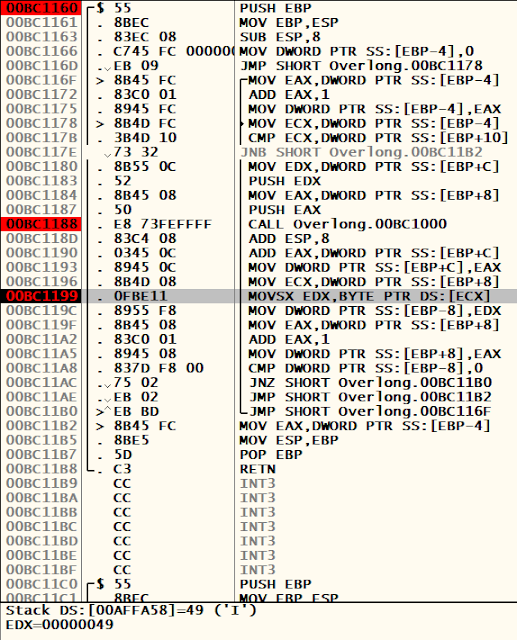 00BC1160 $ 55 PUSH EBP
00BC1161 . 8BEC MOV EBP,ESP
00BC1163 . 83EC 08 SUB ESP,8
00BC1166 . C745 FC 000000 MOV DWORD PTR SS:[EBP-4],0
00BC116D . EB 09 JMP SHORT Overlong.00BC1178
00BC116F > 8B45 FC MOV EAX,DWORD PTR SS:[EBP-4]
00BC1172 . 83C0 01 ADD EAX,1
00BC1175 . 8945 FC MOV DWORD PTR SS:[EBP-4],EAX
00BC1178 > 8B4D FC MOV ECX,DWORD PTR SS:[EBP-4]
00BC117B . 3B4D 10 CMP ECX,DWORD PTR SS:[EBP+10]
00BC117E . 73 32 JNB SHORT Overlong.00BC11B2
00BC1180 . 8B55 0C MOV EDX,DWORD PTR SS:[EBP+C]
00BC1183 . 52 PUSH EDX
00BC1184 . 8B45 08 MOV EAX,DWORD PTR SS:[EBP+8]
00BC1187 . 50 PUSH EAX
00BC1188 . E8 73FEFFFF CALL Overlong.00BC1000
00BC118D . 83C4 08 ADD ESP,8
00BC1190 . 0345 0C ADD EAX,DWORD PTR SS:[EBP+C]
00BC1193 . 8945 0C MOV DWORD PTR SS:[EBP+C],EAX
00BC1196 . 8B4D 08 MOV ECX,DWORD PTR SS:[EBP+8]
00BC1199 . 0FBE11 MOVSX EDX,BYTE PTR DS:[ECX]
00BC119C . 8955 F8 MOV DWORD PTR SS:[EBP-8],EDX
00BC119F . 8B45 08 MOV EAX,DWORD PTR SS:[EBP+8]
00BC11A2 . 83C0 01 ADD EAX,1
00BC11A5 . 8945 08 MOV DWORD PTR SS:[EBP+8],EAX
00BC11A8 . 837D F8 00 CMP DWORD PTR SS:[EBP-8],0
00BC11AC . 75 02 JNZ SHORT Overlong.00BC11B0
00BC11AE . EB 02 JMP SHORT Overlong.00BC11B2
00BC11B0 > EB BD JMP SHORT Overlong.00BC116F
00BC11B2 > 8B45 FC MOV EAX,DWORD PTR SS:[EBP-4]
00BC11B5 . 8BE5 MOV ESP,EBP
00BC11B7 . 5D POP EBP
00BC11B8 . C3 RETN
00BC11B9 CC INT3
00BC11BA CC INT3
00BC11BB CC INT3
00BC11BC CC INT3
00BC11BD CC INT3
00BC11BE CC INT3
00BC11BF CC INT3
00BC11C0 $ 55 PUSH EBP
00BC11C1 . 8BEC MOV EBP,ESP
Stack DS:[00AFFA58]=49 ('I')
EDX=00000049